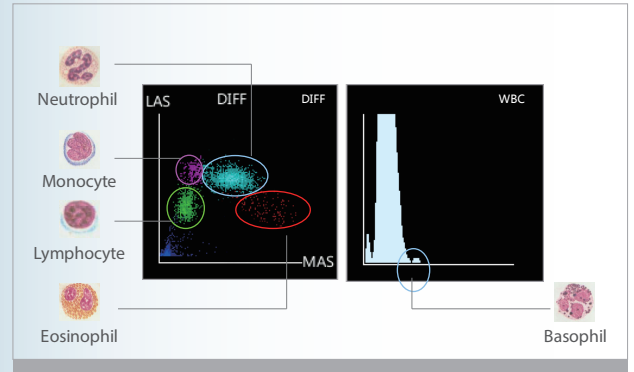 Neutrophil
Monocyte
Lymphocyte
Eosinophil
LAS
DIFF
DIFF
MAS
WBC
Basophil